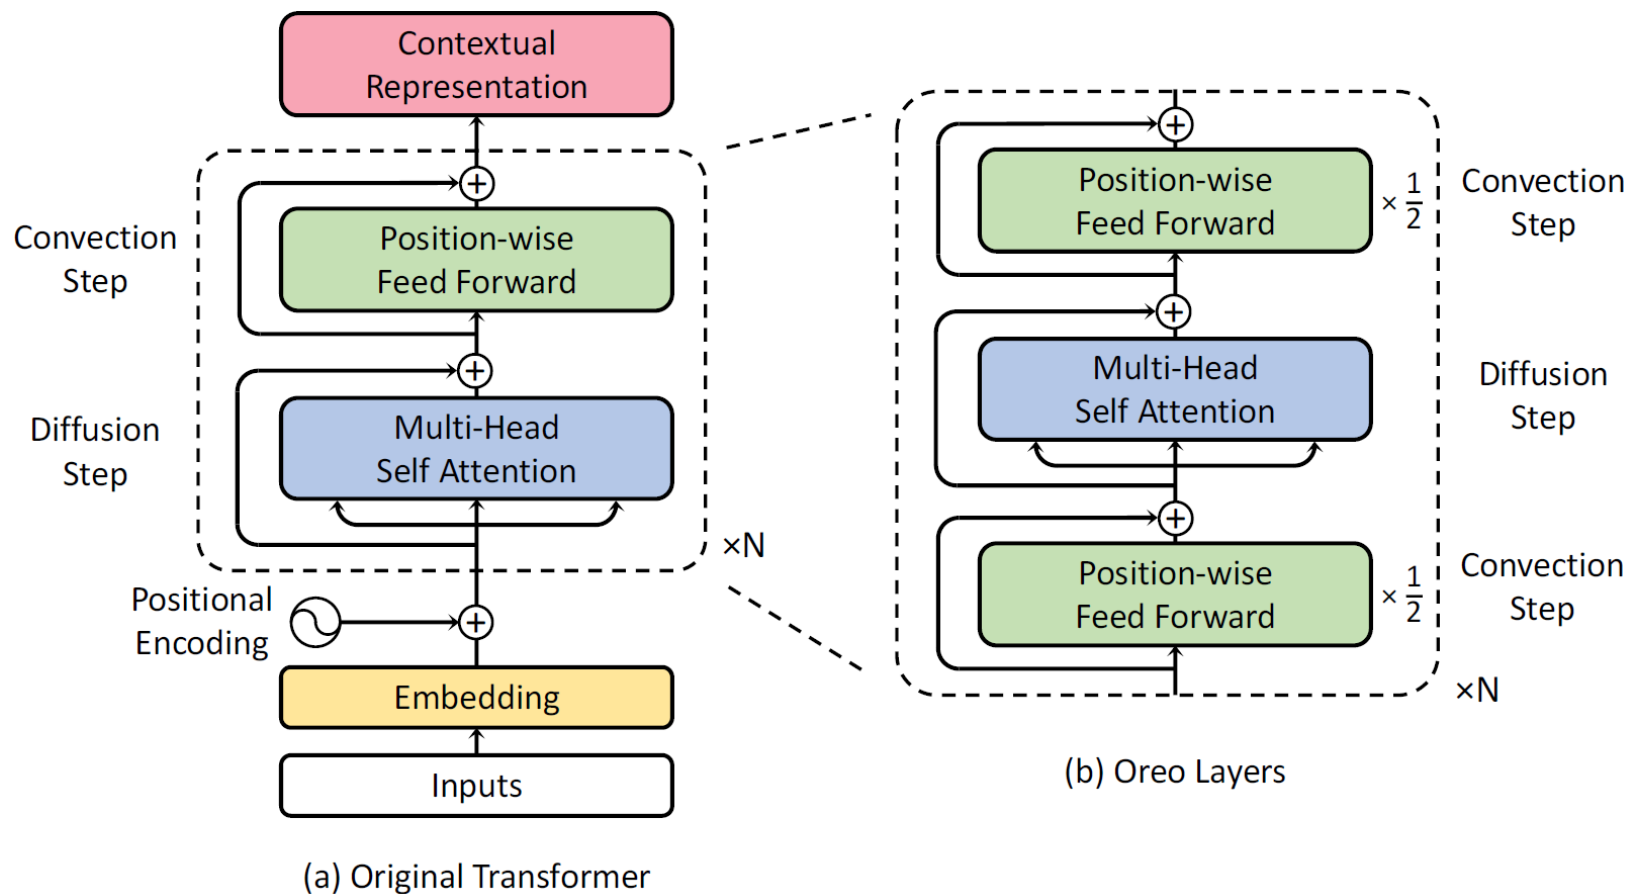 Contextual
Representation
Convection
Step
Position-wise
Feed Forward
Diffusion
Step
Multi-Head
Self Attention
×N
Positional
Encoding
Embedding
Inputs
(a) Original Transformer
Position-wise
Feed Forward
× 1/2
Convection
Step
Multi-Head
Self Attention
Diffusion
Step
Position-wise
Feed Forward
× 1/2
Convection
Step
×N
(b) Oreo Layers